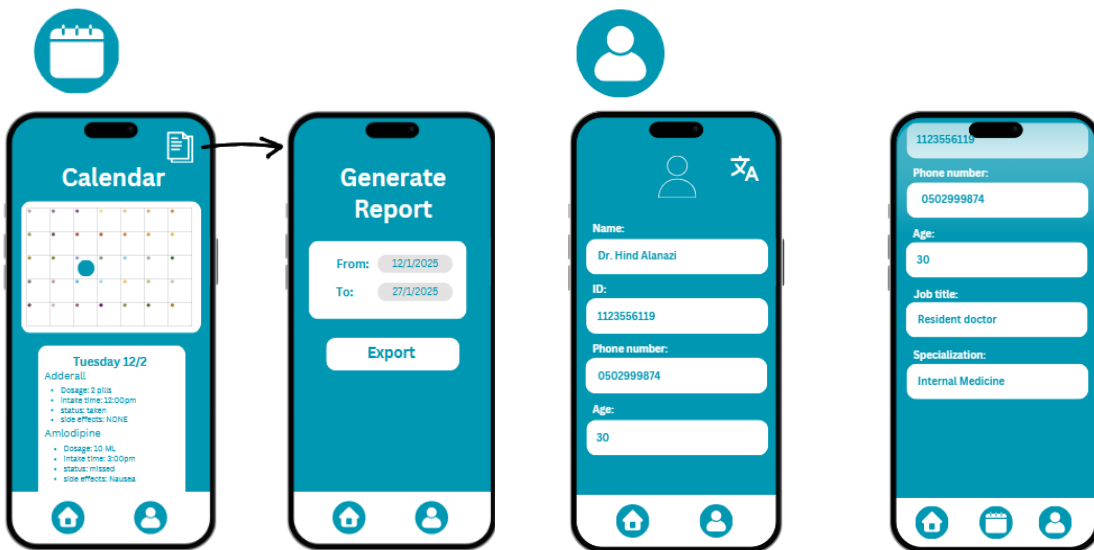 Calendar
Tuesday 12/2
Adderall
• Dosage: 2 pills
• intake time: 12:00pm
• status: taken
• side effects: NONE
Amlodipine
• Dosage: 10 ML
• intake time: 3:00pm
• status: missed
• side effects: Nausea
Generate
Report
From: 12/1/2025
To: 27/1/2025
Export
文A
Name:
Dr. Hind Alanazi
ID:
1123556119
Phone number:
0502999874
Age:
30
1123556119
Phone number:
0502999874
Age:
30
Job title:
Resident doctor
Specialization:
Internal Medicine